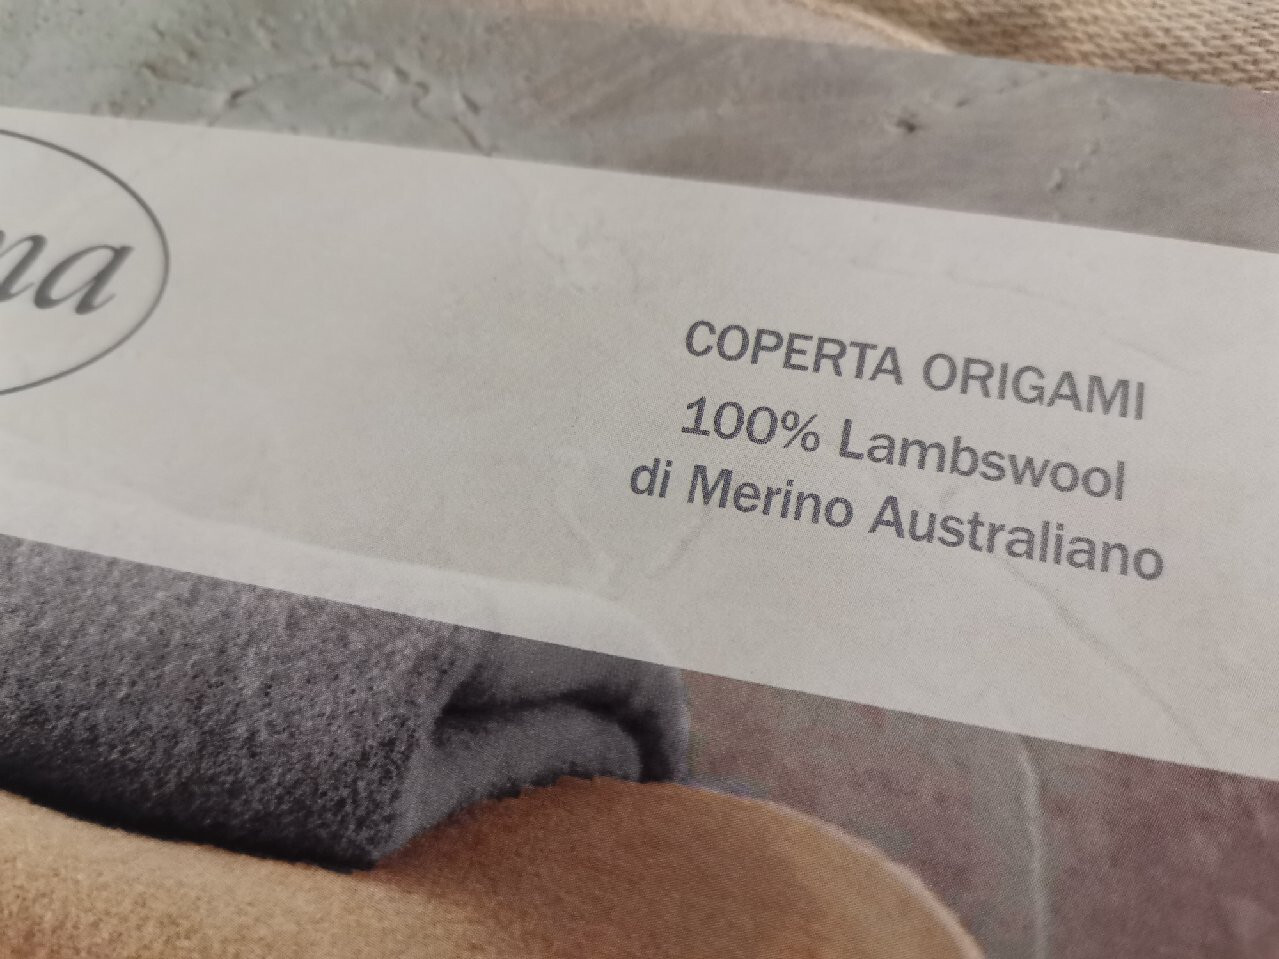 COPERTA ORIGAMI
100% Lambswool
di Merino Australiano